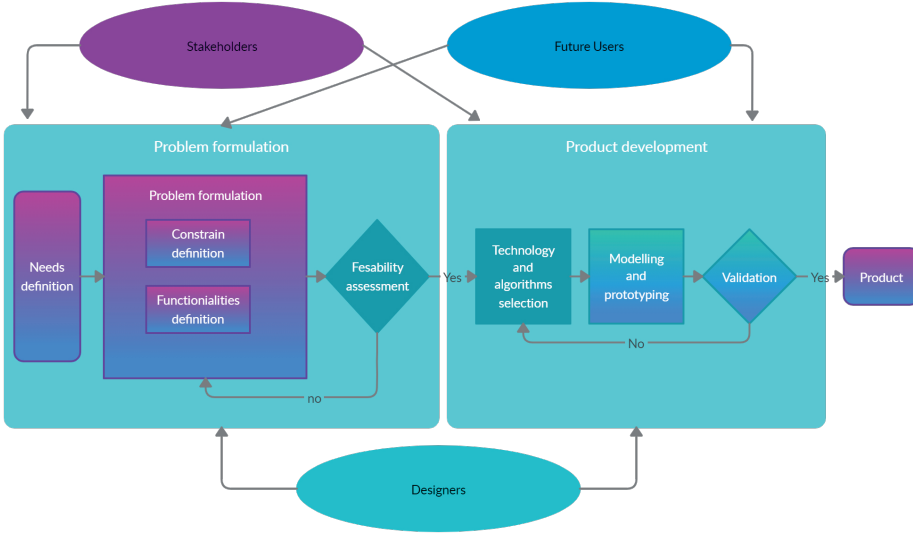 Stakeholders
Future Users
Problem formulation
Product development
Needs
definition
Problem formulation
Constrain
definition
Functionialities
definition
Fesability
assessment
no
Yes
Technology
and
algorithms
selection
Modelling
and
prototyping
Validation
No
Yes
Product
Designers